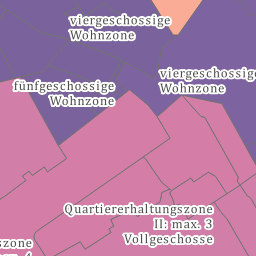 viergeschossige
Wohnzone
viergeschossige
Wohnzone
fünfgeschossige
Wohnzone
Quartiererhaltungszone
II: max. 3
Vollgeschosse